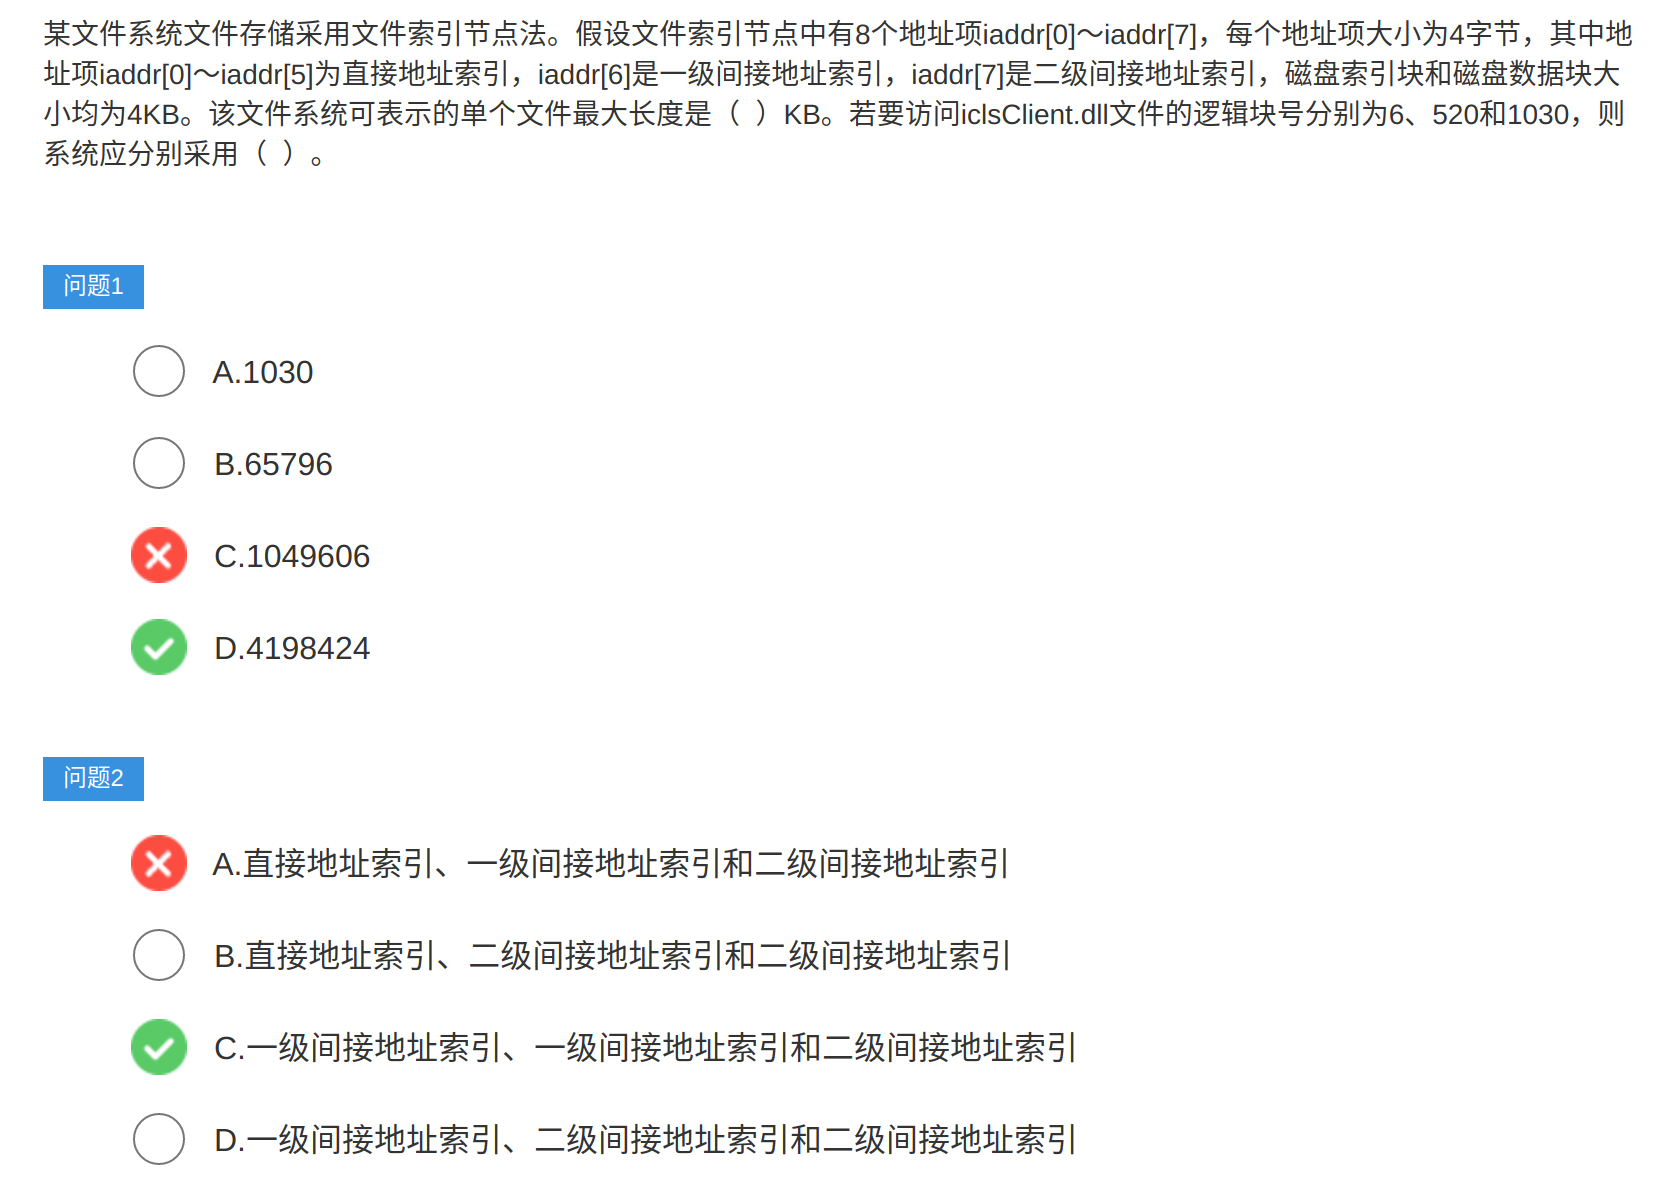 某文件系统文件存储采用文件索引节点法。假设文件索引节点中有8个地址项iaddr[0]～iaddr[7]，每个地址项大小为4字节，其中地
址项iaddr[0]～iaddr[5]为直接地址索引，iaddr[6]是一级间接地址索引，iaddr[7]是二级间接地址索引，磁盘索引块和磁盘数据块大
小均为4KB。该文件系统可表示的单个文件最大长度是（ ）KB。若要访问iclsClient.dll文件的逻辑块号分别为6、520和1030，则
系统应分别采用（ ）。
问题1
A.1030
B.65796
C.1049606
D.4198424
问题2
A.直接地址索引、一级间接地址索引和二级间接地址索引
B.直接地址索引、二级间接地址索引和二级间接地址索引
C.一级间接地址索引、一级间接地址索引和二级间接地址索引
D.一级间接地址索引、二级间接地址索引和二级间接地址索引